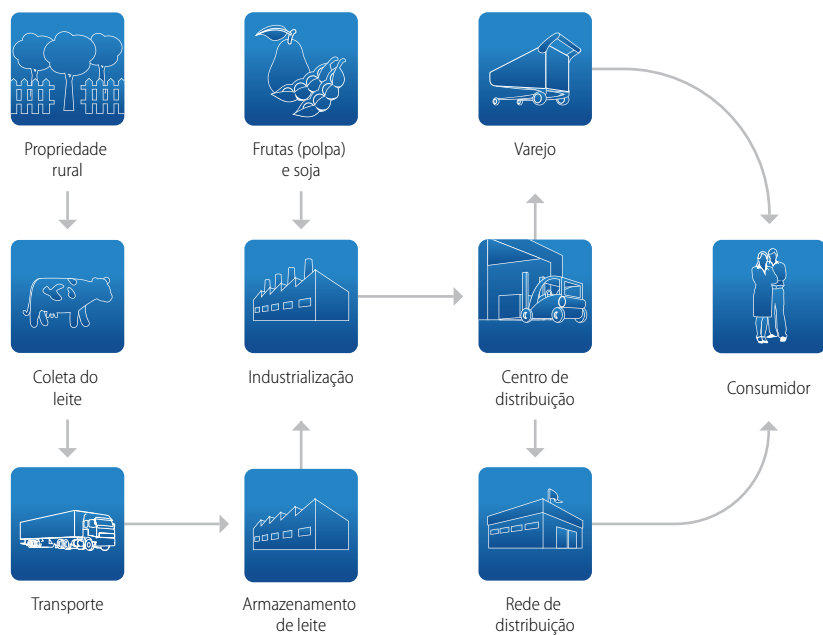 Propriedade
rural
Frutas (polpa)
e soja
Varejo
Coleta do
leite
Industrialização
Centro de
distribuição
Consumidor
Transporte
Armazenamento
de leite
Rede de
distribuição